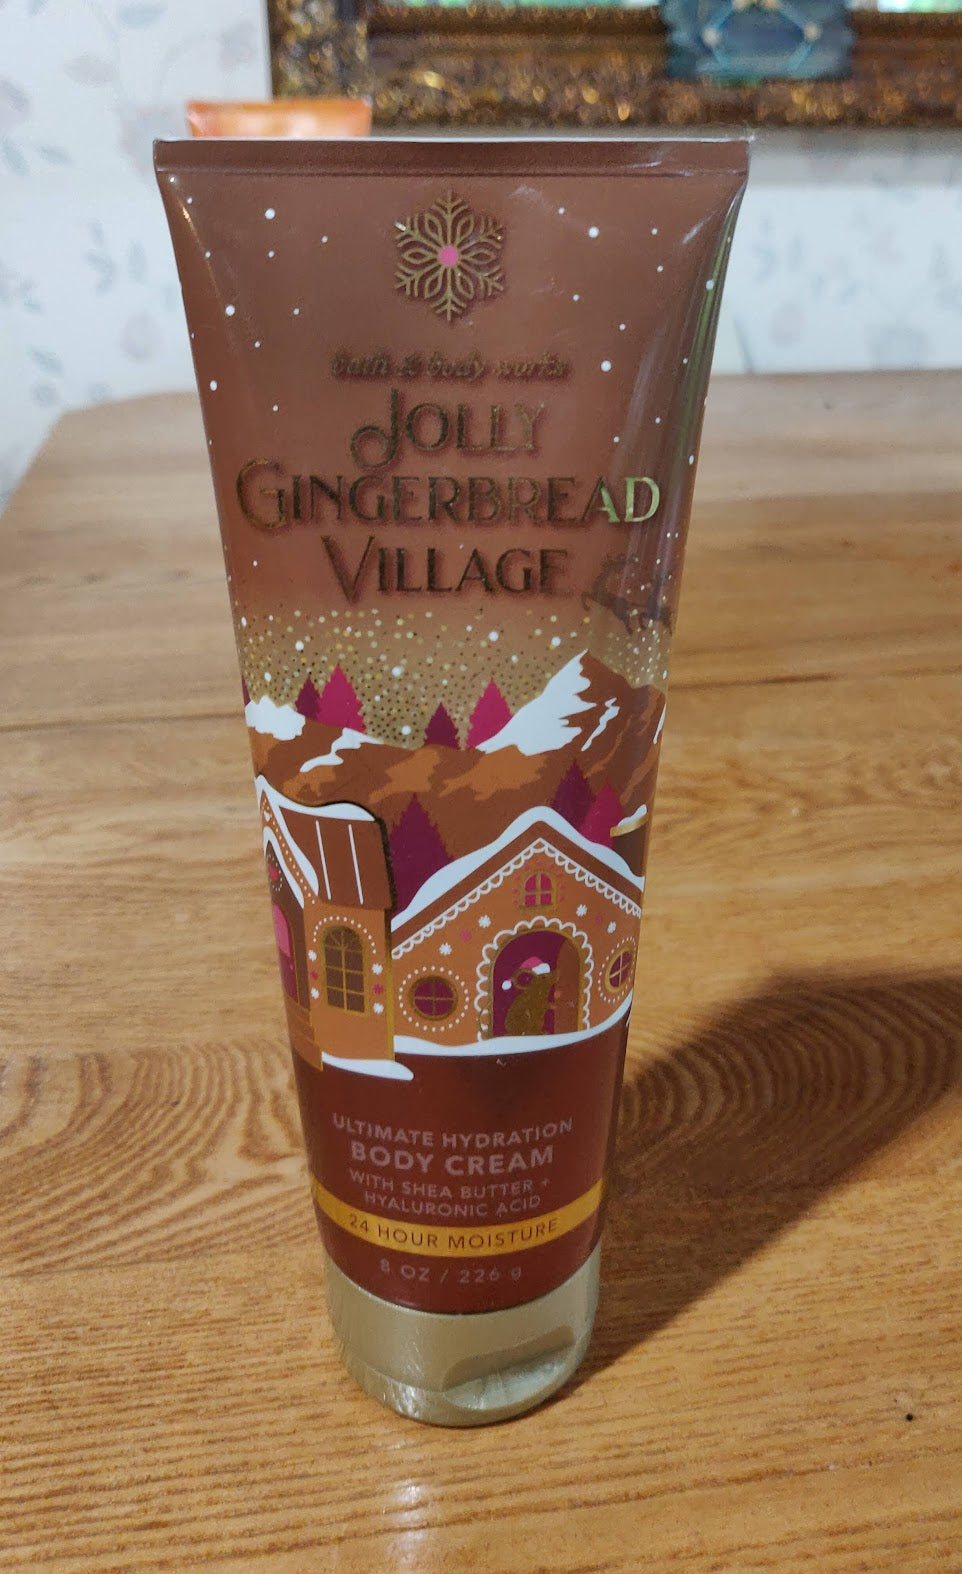 bath & body works
JOLLY
GINGERBREAD
VILLAGE
ULTIMATE HYDRATION
BODY CREAM
WITH SHEA BUTTER +
HYALURONIC ACID
24 HOUR MOISTURE
8 OZ / 226 g